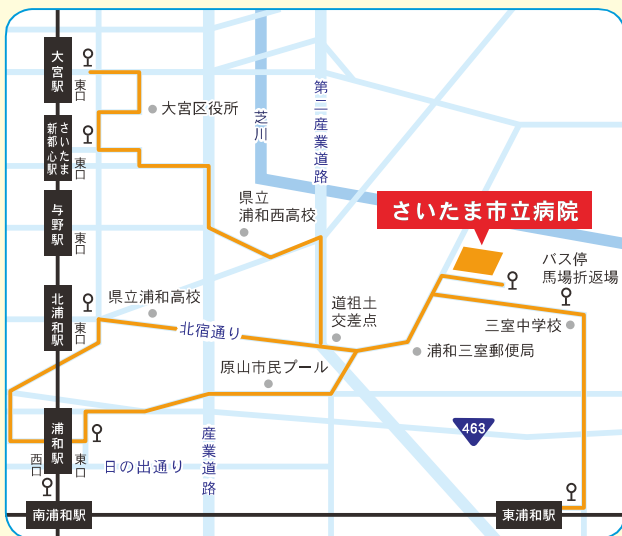 大宮駅
東口
大宮区役所
芝川
第二産業道路
さいたま
新都心駅
東口
与野駅
東口
県立
浦和西高校
さいたま市立病院
バス停
馬場折返場
北浦和駅
東口
県立浦和高校
北宿通り
道祖土
交差点
三室中学校
浦和三室郵便局
原山市民プール
浦和駅
西口
東口
日の出通り
産業道路
463
南浦和駅
東浦和駅